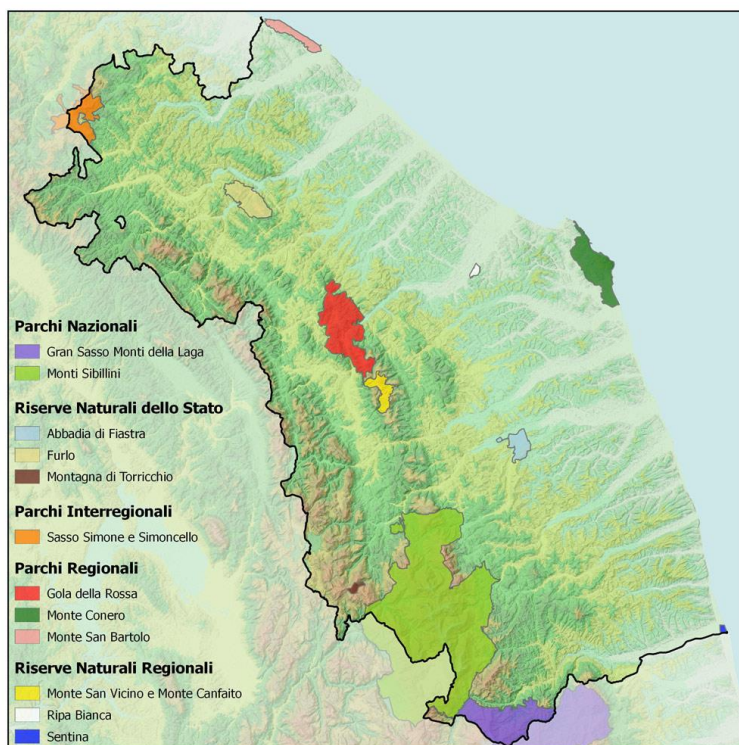 Parchi Nazionali
Gran Sasso Monti della Laga
Monti Sibillini
Riserve Naturali dello Stato
Abbadia di Fiastra
Furlo
Montagna di Torricchio
Parchi Interregionali
Sasso Simone e Simoncello
Parchi Regionali
Gola della Rossa
Monte Conero
Monte San Bartolo
Riserve Naturali Regionali
Monte San Vicino e Monte Canfaito
Ripa Bianca
Sentina